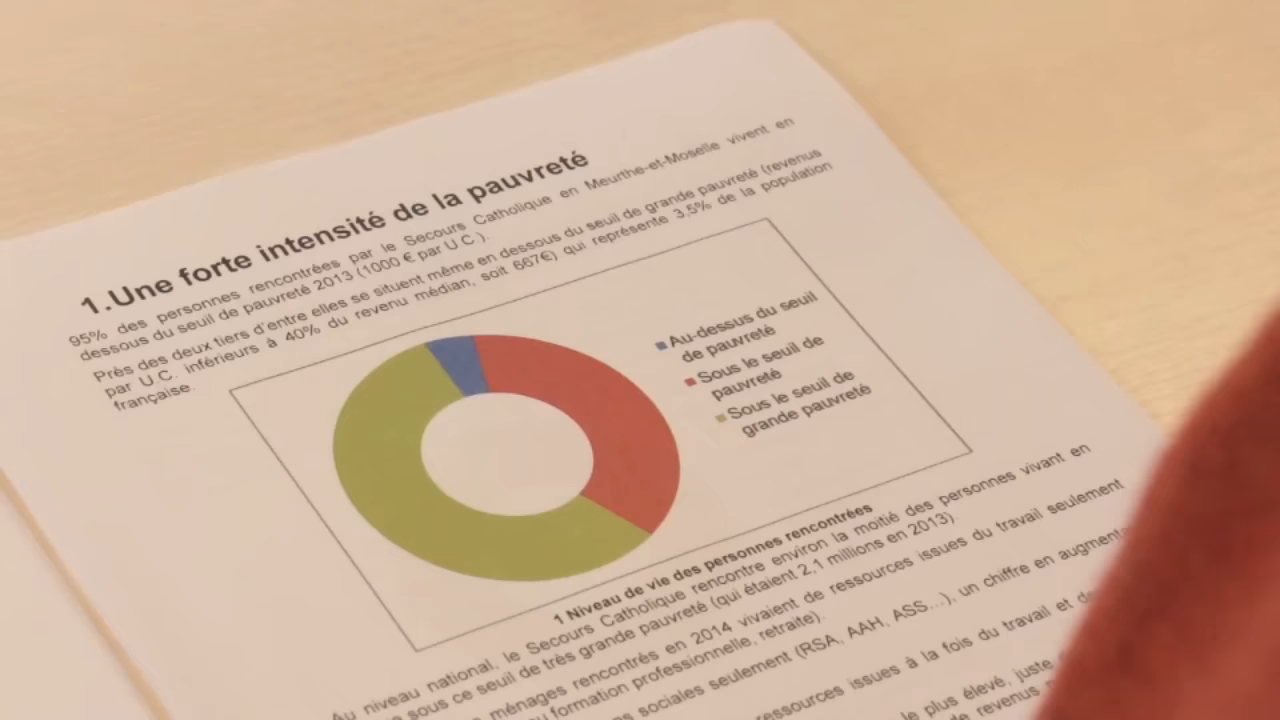 1.Une forte intensité de la pauvreté
95% des personnes rencontrées par le Secours Catholique en Meurthe-et-Moselle vivent en
dessous du seuil de pauvreté 2013 (1000 € par U.C.).
Près des deux tiers d'entre elles se situent même en dessous du seuil de grande pauvreté (revenus
par U.C. inférieurs à 40% du revenu médian, soit 667€) qui représente 3,5% de la population
française.
Au-dessus du seuil
de pauvreté
Sous le seuil de
pauvreté
Sous le seuil de
grande pauvreté
1 Niveau de vie des personnes rencontrées
Au niveau national, le Secours Catholique rencontre environ la moitié des personnes vivant en
sous ce seuil de très grande pauvreté (qui étaient 2,1 millions en 2013).
ménages rencontrés en 2014 vivaient de ressources issues du travail seulement
formation professionnelle, retraite).
sociales seulement (RSA, AAH, ASS...), un chiffre en
ressources issues à la fois du travail et
le plus élevé, juste
de revenus